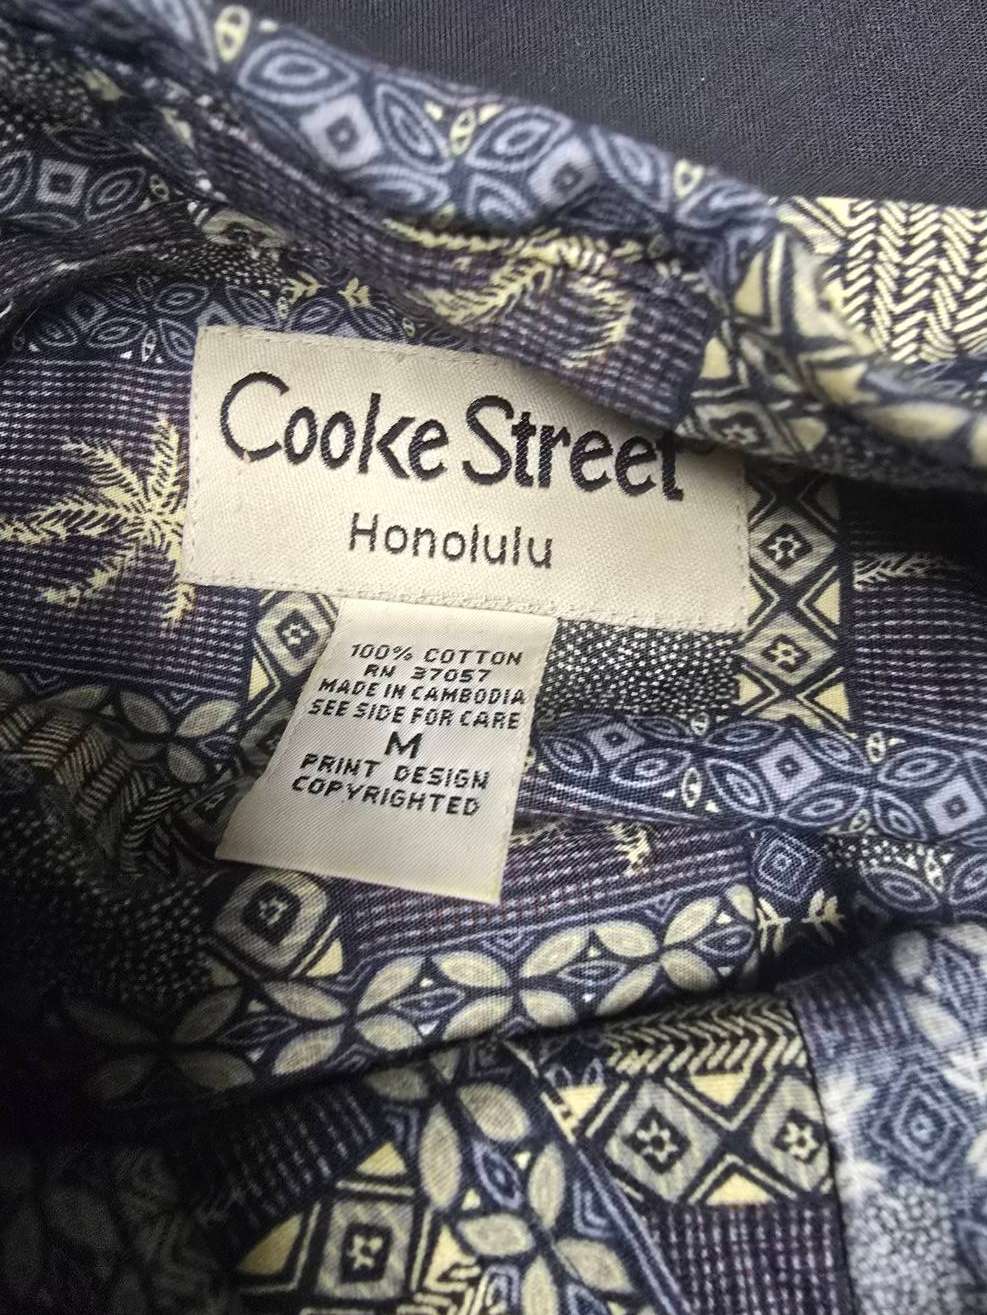 Cooke Street
Honolulu
100% COTTON
RN 37057
MADE IN CAMBODIA
SEE SIDE FOR CARE
M
PRINT DESIGN
COPYRIGHTED